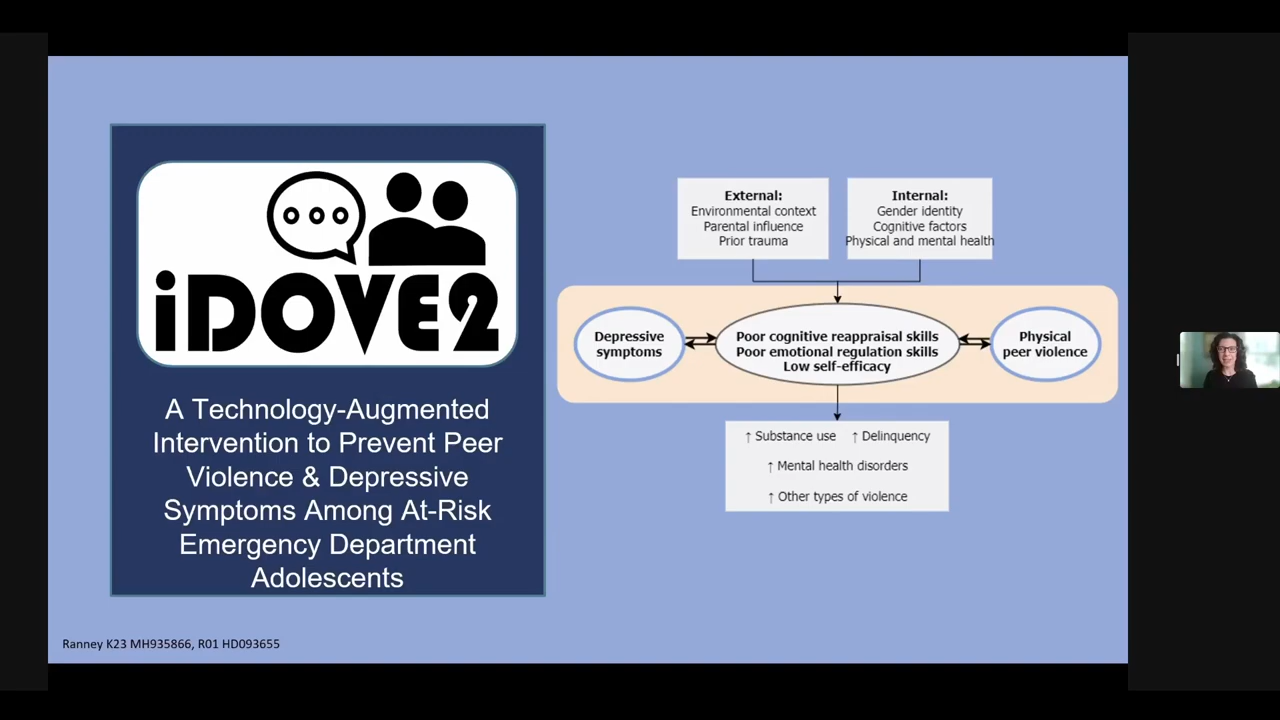 iDOVE2
A Technology-Augmented
Intervention to Prevent Peer
Violence & Depressive
Symptoms Among At-Risk
Emergency Department
Adolescents
External:
Environmental context
Parental influence
Prior trauma
Internal:
Gender identity
Cognitive factors
Physical and mental health
Depressive
symptoms
Poor cognitive reappraisal skills
Poor emotional regulation skills
Low self-efficacy
Physical
peer violence
↑ Substance use ↑ Delinquency
↑ Mental health disorders
↑ Other types of violence
Ranney K23 MH935866, R01 HD093655